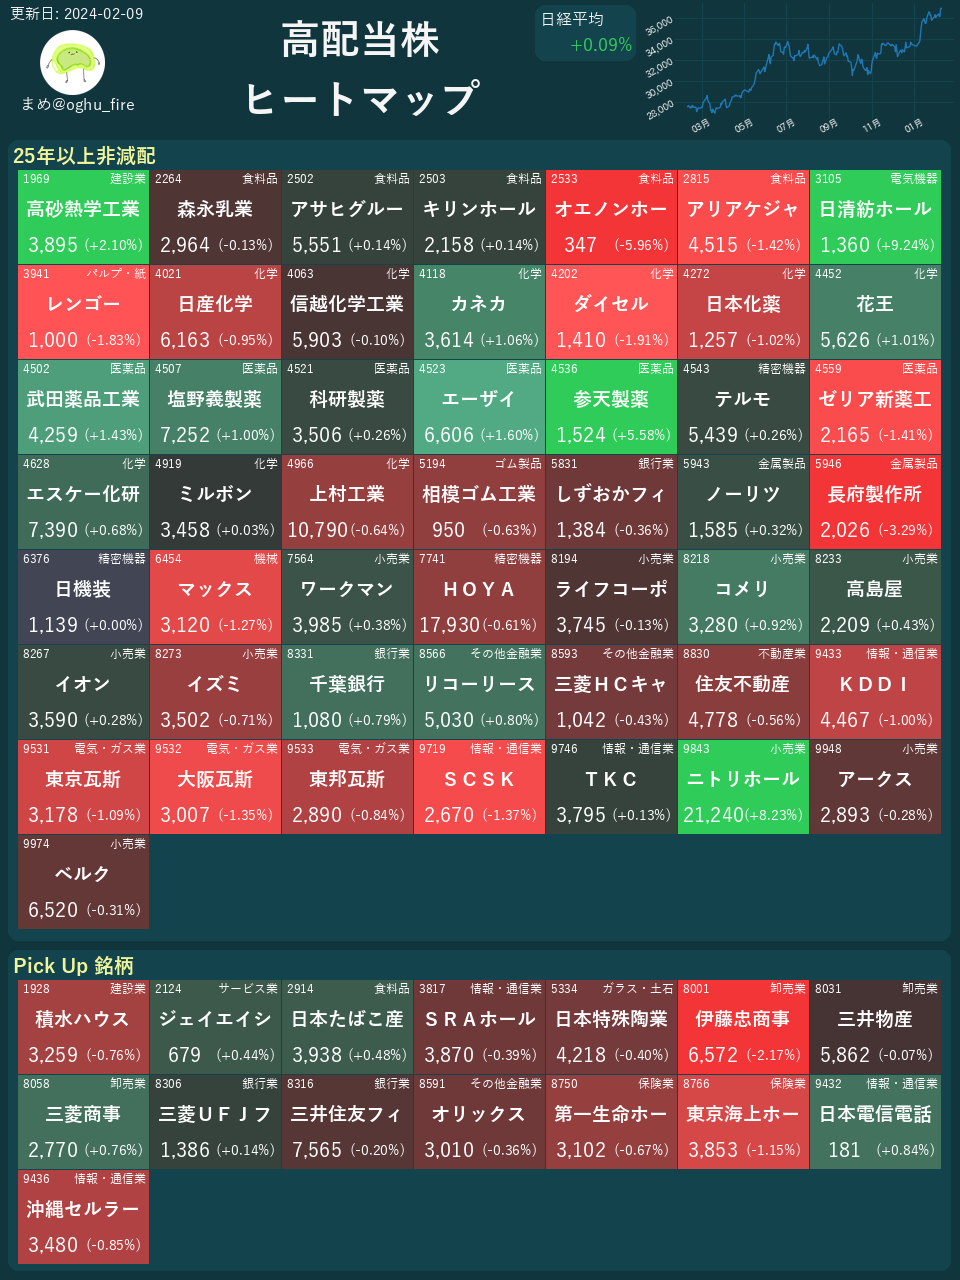 更新日: 2024-02-09
まめ@oghu_fire
高配当株
ヒートマップ
日経平均
+0.09%
36,000
34,000
32,000
30,000
28,000
03月 05月 07月 09月 11月 01月
25年以上非減配
1969 建設業 2264 食料品 2502 食料品 2503 食料品 2533 食料品 2815 食料品 3105 電気機器
高砂熱学工業 森永乳業 アサヒグルー キリンホール オエノンホー アリアケジャ 日清紡ホール
3,895 (+2.10%) 2,964 (-0.13%) 5,551 (+0.14%) 2,158 (+0.14%) 347 (-5.96%) 4,515 (-1.42%) 1,360 (+9.24%)
3941 パルプ・紙 4021 化学 4063 化学 4118 化学 4202 化学 4272 化学 4452 化学
レンゴー 日産化学 信越化学工業 カネカ ダイセル 日本化薬 花王
1,000 (-1.83%) 6,163 (-0.95%) 5,903 (-0.10%) 3,614 (+1.06%) 1,410 (-1.91%) 1,257 (-1.02%) 5,626 (+1.01%)
4502 医薬品 4507 医薬品 4521 医薬品 4523 医薬品 4536 医薬品 4543 精密機器 4559 医薬品
武田薬品工業 塩野義製薬 科研製薬 エーザイ 参天製薬 テルモ ゼリア新薬工
4,259 (+1.43%) 7,252 (+1.00%) 3,506 (+0.26%) 6,606 (+1.60%) 1,524 (+5.58%) 5,439 (+0.26%) 2,165 (-1.41%)
4628 化学 4919 化学 4966 化学 5194 ゴム製品 5831 銀行業 5943 金属製品 5946 金属製品
エスケー化研 ミルボン 上村工業 相模ゴム工業 しずおかフィ ノーリツ 長府製作所
7,390 (+0.68%) 3,458 (+0.03%) 10,790 (-0.64%) 950 (-0.63%) 1,384 (-0.36%) 1,585 (+0.32%) 2,026 (-3.29%)
6376 精密機器 6454 機械 7564 小売業 7741 精密機器 8194 小売業 8218 小売業 8233 小売業
日機装 マックス ワークマン ＨＯＹＡ ライフコーポ コメリ 高島屋
1,139 (+0.00%) 3,120 (-1.27%) 3,985 (+0.38%) 17,930 (-0.61%) 3,745 (-0.13%) 3,280 (+0.92%) 2,209 (+0.43%)
8267 小売業 8273 小売業 8331 銀行業 8566 その他金融業 8593 その他金融業 8830 不動産業 9433 情報・通信業
イオン イズミ 千葉銀行 リコーリース 三菱ＨＣキャ 住友不動産 ＫＤＤＩ
3,590 (+0.28%) 3,502 (-0.71%) 1,080 (+0.79%) 5,030 (+0.80%) 1,042 (-0.43%) 4,778 (-0.56%) 4,467 (-1.00%)
9531 電気・ガス業 9532 電気・ガス業 9533 電気・ガス業 9719 情報・通信業 9746 情報・通信業 9843 小売業 9948 小売業
東京瓦斯 大阪瓦斯 東邦瓦斯 ＳＣＳＫ ＴＫＣ ニトリホール アークス
3,178 (-1.09%) 3,007 (-1.35%) 2,890 (-0.84%) 2,670 (-1.37%) 3,795 (+0.13%) 21,240 (+8.23%) 2,893 (-0.28%)
9974 小売業
ベルク
6,520 (-0.31%)
Pick Up 銘柄
1928 建設業 2124 サービス業 2914 食料品 3817 情報・通信業 5334 ガラス・土石 8001 卸売業 8031 卸売業
積水ハウス ジェイエイシ 日本たばこ産 ＳＲＡホール 日本特殊陶業 伊藤忠商事 三井物産
3,259 (-0.76%) 679 (+0.44%) 3,938 (+0.48%) 3,870 (-0.39%) 4,218 (-0.40%) 6,572 (-2.17%) 5,862 (-0.07%)
8058 卸売業 8306 銀行業 8316 銀行業 8591 その他金融業 8750 保険業 8766 保険業 9432 情報・通信業
三菱商事 三菱ＵＦＪフ 三井住友フィ オリックス 第一生命ホー 東京海上ホー 日本電信電話
2,770 (+0.76%) 1,386 (+0.14%) 7,565 (-0.20%) 3,010 (-0.36%) 3,102 (-0.67%) 3,853 (-1.15%) 181 (+0.84%)
9436 情報・通信業
沖縄セルラー
3,480 (-0.85%)